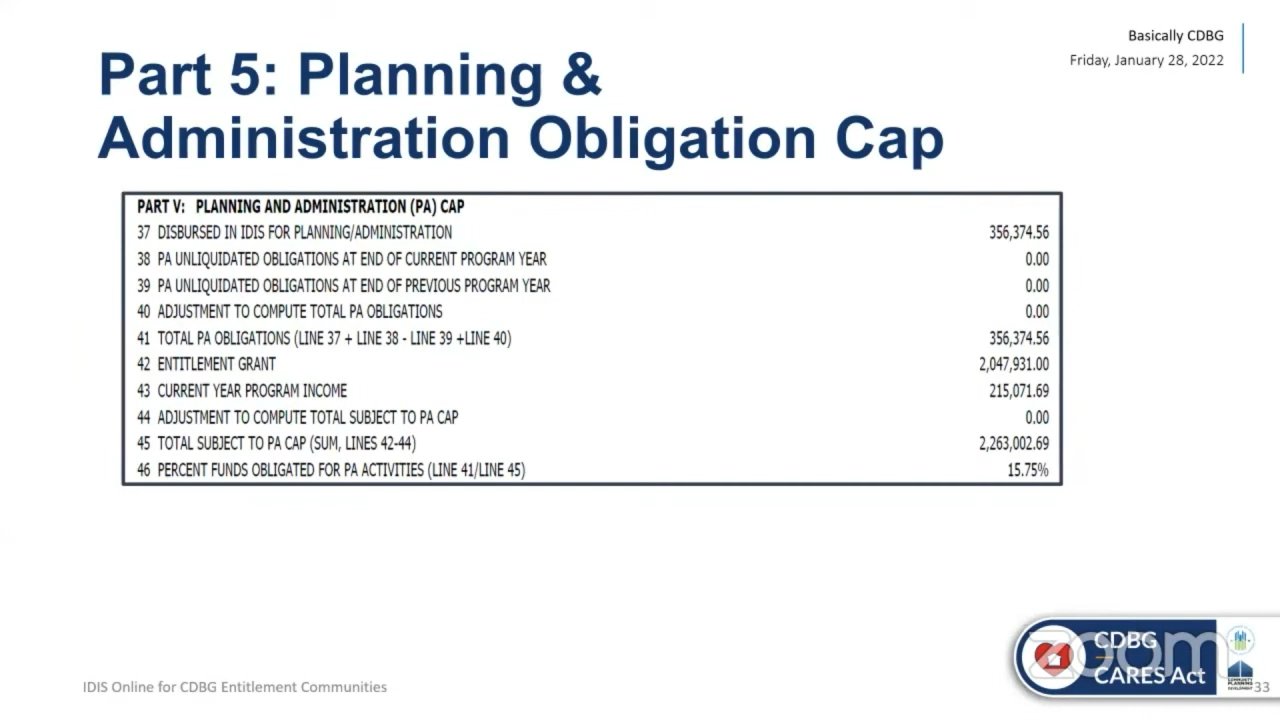 Basically CDBG
Friday, January 28, 2022
Part 5: Planning &
Administration Obligation Cap
PART V: PLANNING AND ADMINISTRATION (PA) CAP
37 DISBURSED IN IDIS FOR PLANNING/ADMINISTRATION 356,374.56
38 PA UNLIQUIDATED OBLIGATIONS AT END OF CURRENT PROGRAM YEAR 0.00
39 PA UNLIQUIDATED OBLIGATIONS AT END OF PREVIOUS PROGRAM YEAR 0.00
40 ADJUSTMENT TO COMPUTE TOTAL PA OBLIGATIONS 0.00
41 TOTAL PA OBLIGATIONS (LINE 37 + LINE 38 - LINE 39 +LINE 40) 356,374.56
42 ENTITLEMENT GRANT 2,047,931.00
43 CURRENT YEAR PROGRAM INCOME 215,071.69
44 ADJUSTMENT TO COMPUTE TOTAL SUBJECT TO PA CAP 0.00
45 TOTAL SUBJECT TO PA CAP (SUM, LINES 42-44) 2,263,002.69
46 PERCENT FUNDS OBLIGATED FOR PA ACTIVITIES (LINE 41/LINE 45) 15.75%
CDBG
zoom
CARES Act
COMMUNITY
PLANNING
DEVELOPMENT
IDIS Online for CDBG Entitlement Communities
33